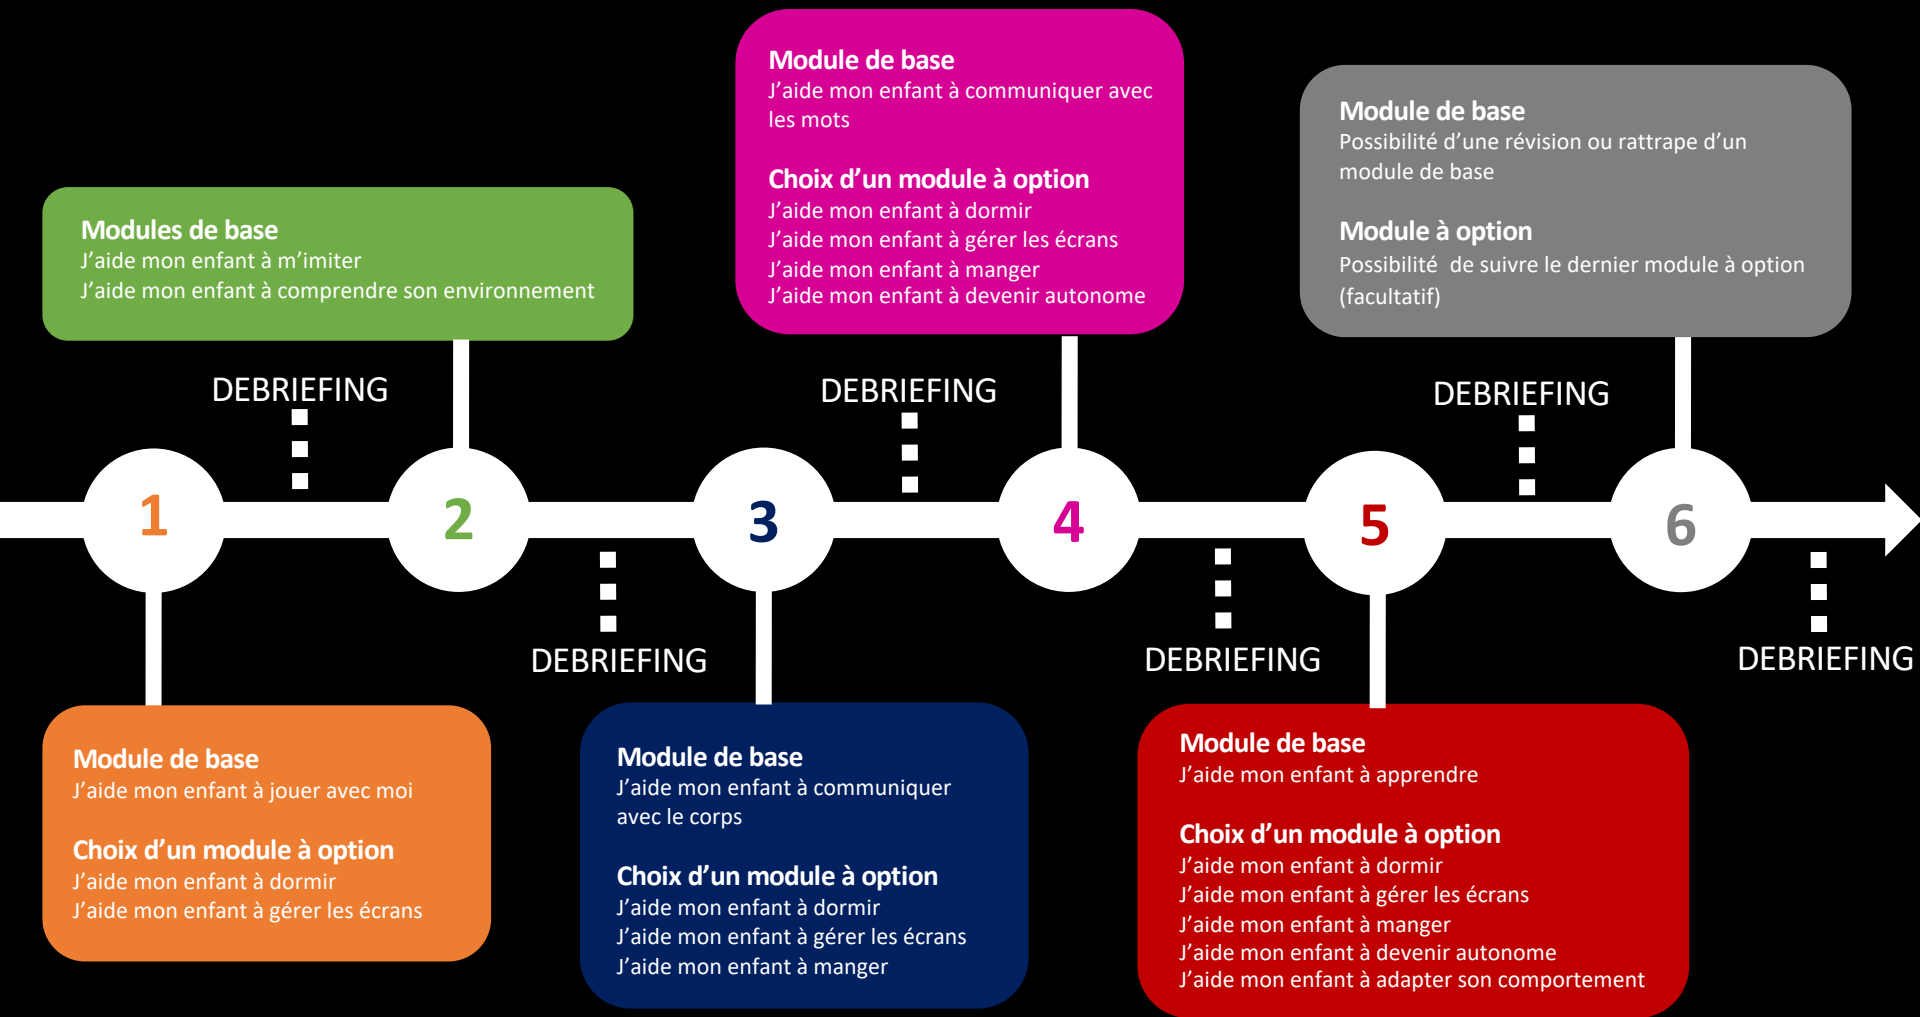 Module de base
J’aide mon enfant à communiquer avec
les mots
Choix d’un module à option
J’aide mon enfant à dormir
J’aide mon enfant à gérer les écrans
J’aide mon enfant à manger
J’aide mon enfant à devenir autonome
Module de base
Possibilité d’une révision ou rattrape d’un
module de base
Module à option
Possibilité de suivre le dernier module à option
(facultatif)
Modules de base
J’aide mon enfant à m’imiter
J’aide mon enfant à comprendre son environnement
DEBRIEFING
DEBRIEFING
DEBRIEFING
1
2
3
4
5
6
DEBRIEFING
DEBRIEFING
DEBRIEFING
Module de base
J’aide mon enfant à jouer avec moi
Choix d’un module à option
J’aide mon enfant à dormir
J’aide mon enfant à gérer les écrans
Module de base
J’aide mon enfant à communiquer
avec le corps
Choix d’un module à option
J’aide mon enfant à dormir
J’aide mon enfant à gérer les écrans
J’aide mon enfant à manger
Module de base
J’aide mon enfant à apprendre
Choix d’un module à option
J’aide mon enfant à dormir
J’aide mon enfant à gérer les écrans
J’aide mon enfant à manger
J’aide mon enfant à devenir autonome
J’aide mon enfant à adapter son comportement